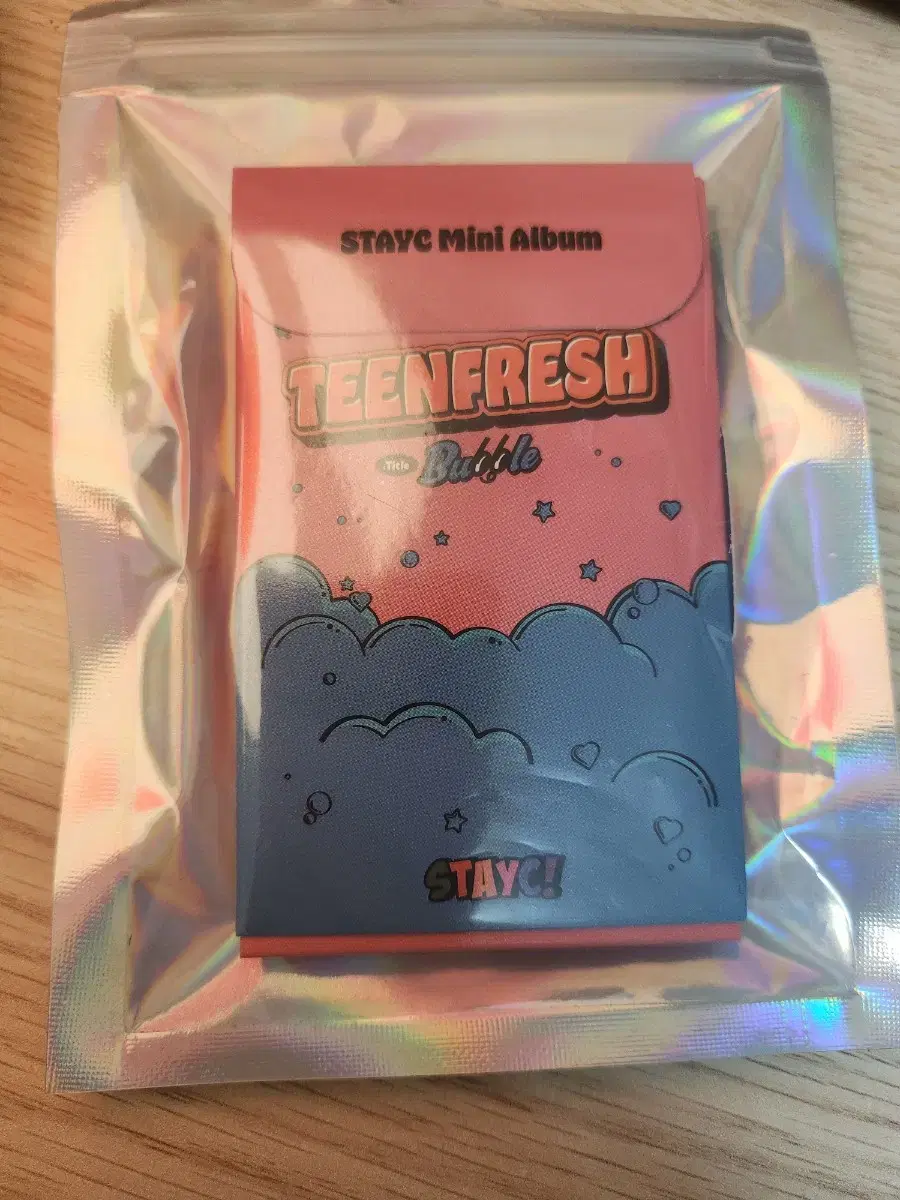 STAYC Mini Album
TEENFRESH
Title Bubble
STAYC!